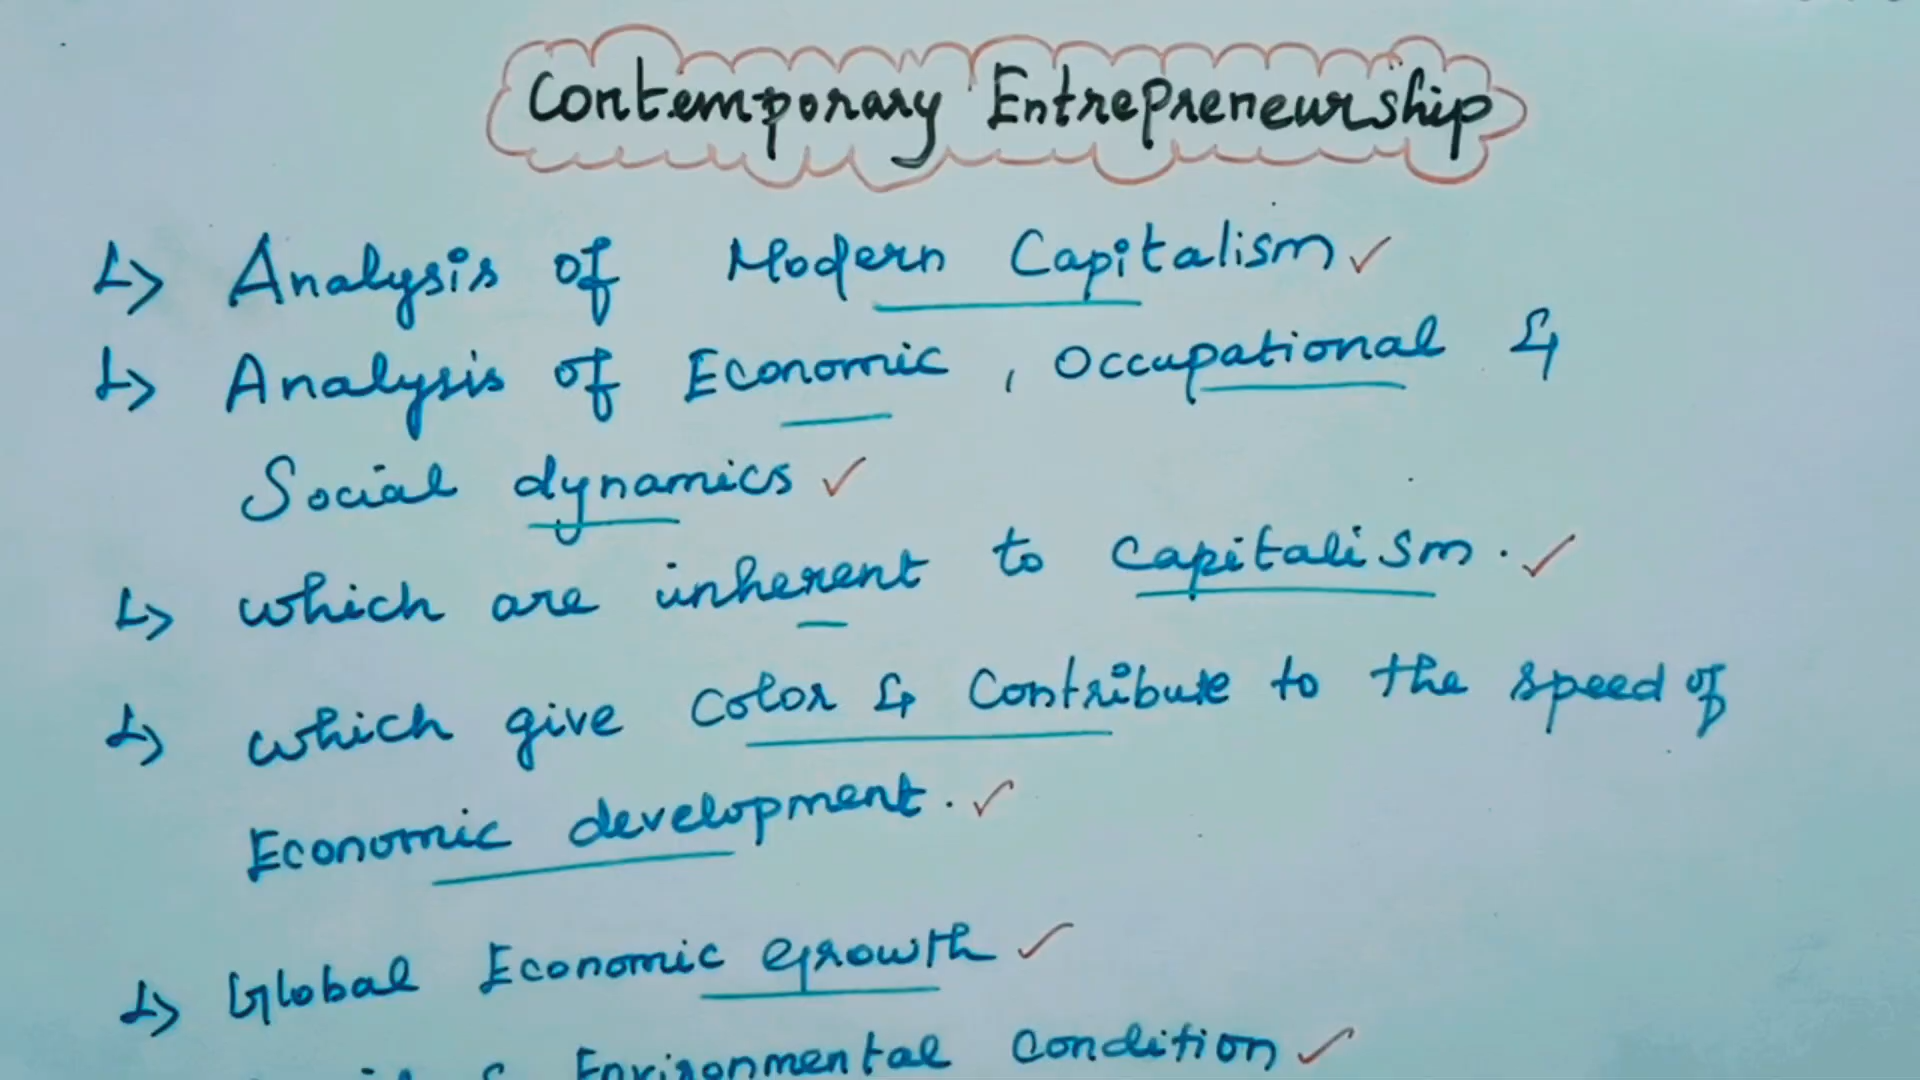 Contemporary Entrepreneurship
↳ Analysis of Modern Capitalism ✓
↳ Analysis of Economic, Occupational &
Social dynamics ✓
↳ which are inherent to capitalism. ✓
↳ which give color & Contribute to the speed of
Economic development. ✓
↳ Global Economic growth ✓
& Environmental condition ✓